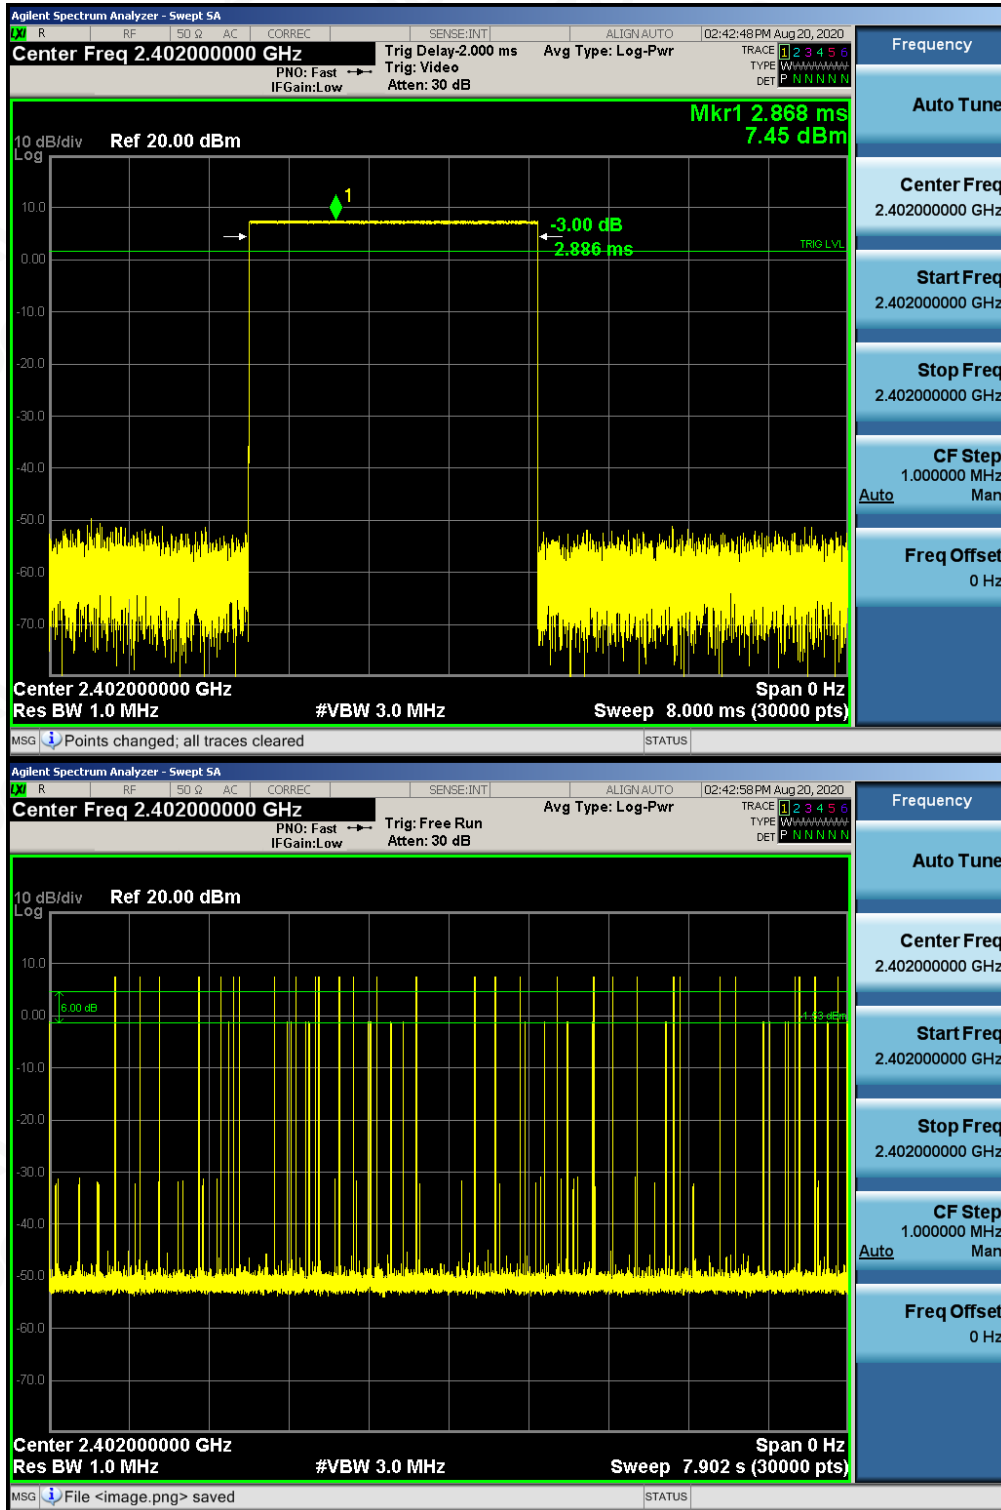 Agilent Spectrum Analyzer - Swept SA
LXI R RF 50 Ω AC CORREC SENSE:INT ALIGN AUTO 02:42:48 PM Aug 20, 2020
Center Freq 2.402000000 GHz
PNO: Fast
IFGain:Low
Trig Delay-2.000 ms
Trig: Video
Atten: 30 dB
Avg Type: Log-Pwr
TRACE 1 2 3 4 5 6
TYPE WWWWWW
DET P N N N N N
Mkr1 2.868 ms
7.45 dBm
10 dB/div Ref 20.00 dBm
Log
1
10.0
-3.00 dB
2.886 ms
TRIG LVL
0.00
-10.0
-20.0
-30.0
-40.0
-50.0
-60.0
-70.0
Center 2.402000000 GHz Span 0 Hz
Res BW 1.0 MHz #VBW 3.0 MHz Sweep 8.000 ms (30000 pts)
MSG Points changed; all traces cleared STATUS
Frequency
Auto Tune
Center Freq
2.402000000 GHz
Start Freq
2.402000000 GHz
Stop Freq
2.402000000 GHz
CF Step
1.000000 MHz
Auto Man
Freq Offset
0 Hz
Agilent Spectrum Analyzer - Swept SA
LXI R RF 50 Ω AC CORREC SENSE:INT ALIGN AUTO 02:42:58 PM Aug 20, 2020
Center Freq 2.402000000 GHz
PNO: Fast
IFGain:Low
Trig: Free Run
Atten: 30 dB
Avg Type: Log-Pwr
TRACE 1 2 3 4 5 6
TYPE WWWWWW
DET P N N N N N
10 dB/div Ref 20.00 dBm
Log
10.0
6.00 dB
0.00
-1.53 dBm
-10.0
-20.0
-30.0
-40.0
-50.0
-60.0
-70.0
Center 2.402000000 GHz Span 0 Hz
Res BW 1.0 MHz #VBW 3.0 MHz Sweep 7.902 s (30000 pts)
MSG File <image.png> saved STATUS
Frequency
Auto Tune
Center Freq
2.402000000 GHz
Start Freq
2.402000000 GHz
Stop Freq
2.402000000 GHz
CF Step
1.000000 MHz
Auto Man
Freq Offset
0 Hz